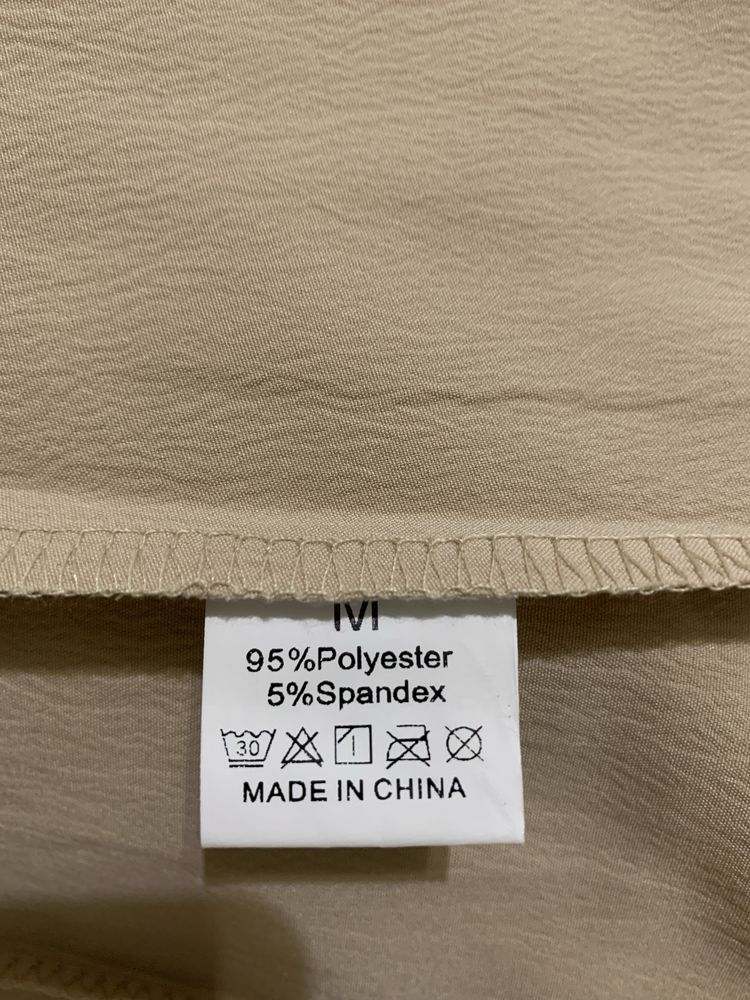 M
95%Polyester
5%Spandex
30
MADE IN CHINA